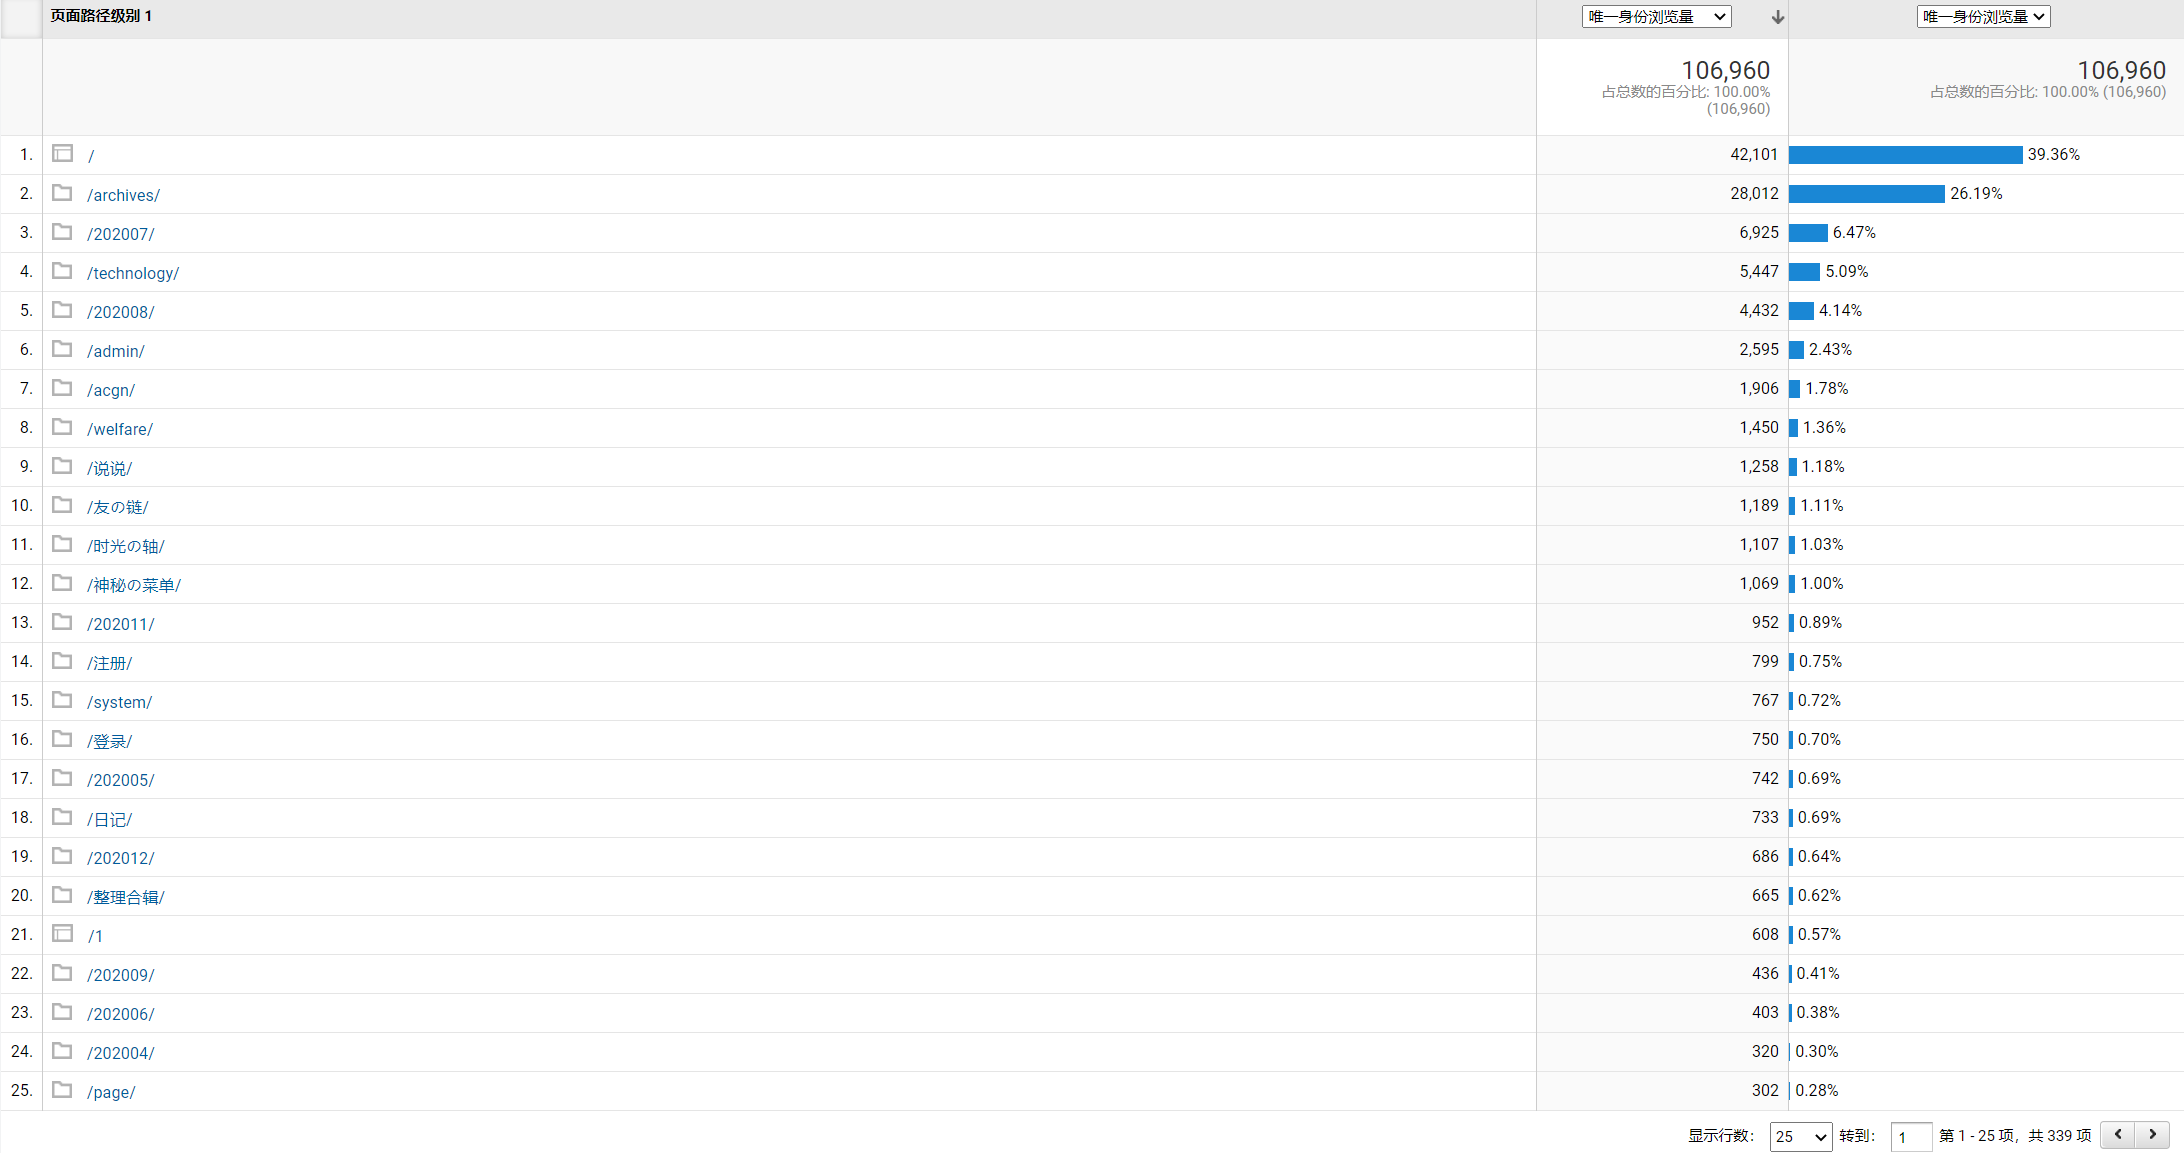 页面路径级别 1 唯一身份浏览量 唯一身份浏览量
106,960 106,960
占总数的百分比: 100.00% 占总数的百分比: 100.00% (106,960)
(106,960)
1. / 42,101 39.36%
2. /archives/ 28,012 26.19%
3. /202007/ 6,925 6.47%
4. /technology/ 5,447 5.09%
5. /202008/ 4,432 4.14%
6. /admin/ 2,595 2.43%
7. /acgn/ 1,906 1.78%
8. /welfare/ 1,450 1.36%
9. /说说/ 1,258 1.18%
10. /友の链/ 1,189 1.11%
11. /时光の轴/ 1,107 1.03%
12. /神秘の菜单/ 1,069 1.00%
13. /202011/ 952 0.89%
14. /注册/ 799 0.75%
15. /system/ 767 0.72%
16. /登录/ 750 0.70%
17. /202005/ 742 0.69%
18. /日记/ 733 0.69%
19. /202012/ 686 0.64%
20. /整理合辑/ 665 0.62%
21. /1 608 0.57%
22. /202009/ 436 0.41%
23. /202006/ 403 0.38%
24. /202004/ 320 0.30%
25. /page/ 302 0.28%
显示行数: 25 转到: 1 第 1 - 25 项，共 339 项